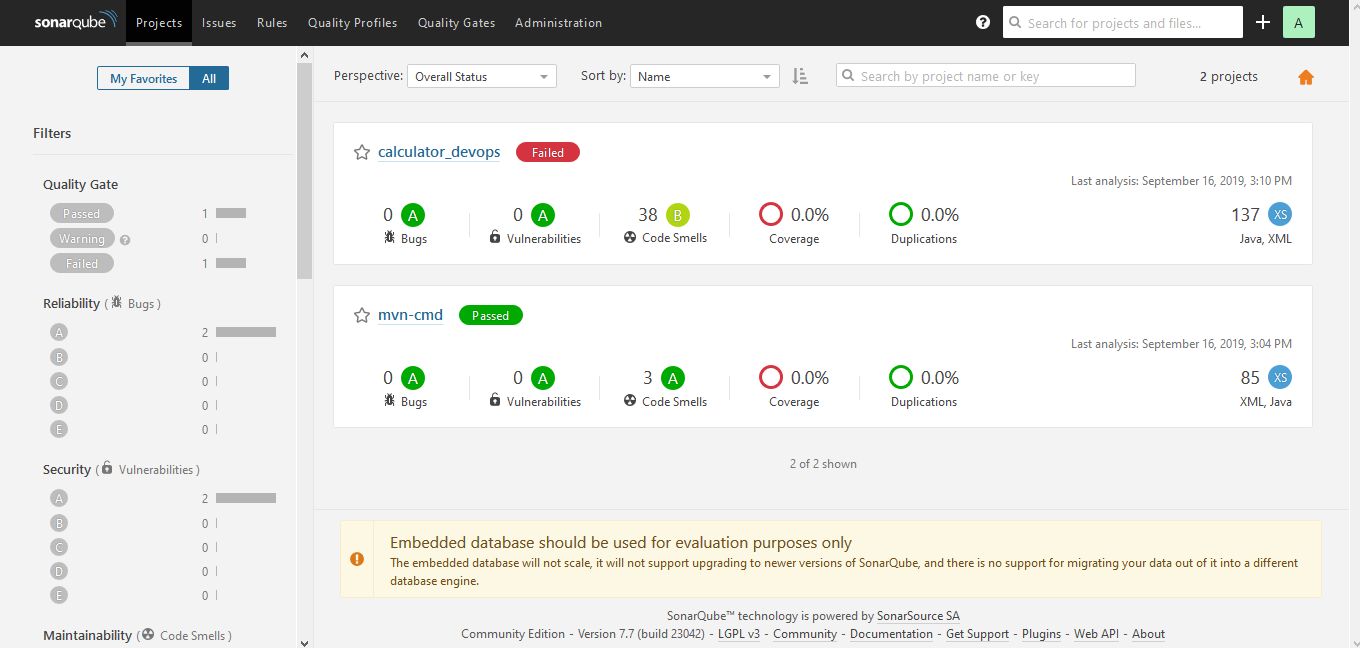 sonarqube Projects Issues Rules Quality Profiles Quality Gates Administration ? Search for projects and files... A
My Favorites All
Perspective: Overall Status Sort by: Name Search by project name or key 2 projects
Filters
Quality Gate
Passed 1
Warning ? 0
Failed 1
Reliability ( Bugs )
A 2
B 0
C 0
D 0
E 0
Security ( Vulnerabilities )
A 2
B 0
C 0
D 0
E 0
Maintainability ( Code Smells )
calculator_devops Failed
Last analysis: September 16, 2019, 3:10 PM
0 A 0 A 38 B 0.0% 0.0% 137 XS
Bugs Vulnerabilities Code Smells Coverage Duplications Java, XML
mvn-cmd Passed
Last analysis: September 16, 2019, 3:04 PM
0 A 0 A 3 A 0.0% 0.0% 85 XS
Bugs Vulnerabilities Code Smells Coverage Duplications XML, Java
2 of 2 shown
Embedded database should be used for evaluation purposes only
The embedded database will not scale, it will not support upgrading to newer versions of SonarQube, and there is no support for migrating your data out of it into a different
database engine.
SonarQube™ technology is powered by SonarSource SA
Community Edition - Version 7.7 (build 23042) - LGPL v3 - Community - Documentation - Get Support - Plugins - Web API - About